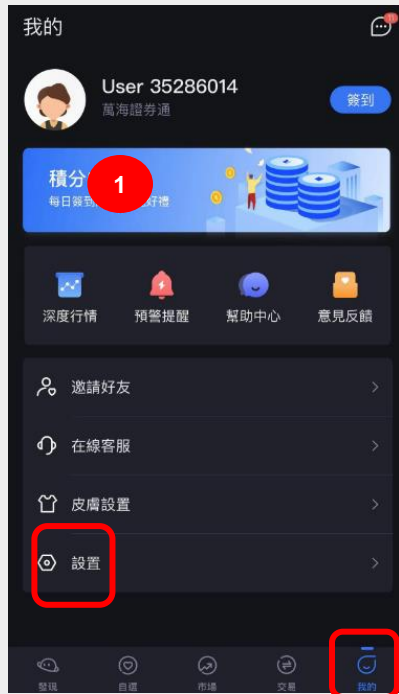 我的
11
User 35286014
萬海證券通
簽到
積分
1
每日簽到 好禮
深度行情
預警提醒
幫助中心
意見反饋
邀請好友
在線客服
皮膚設置
設置
發現
自選
市場
交易
我的